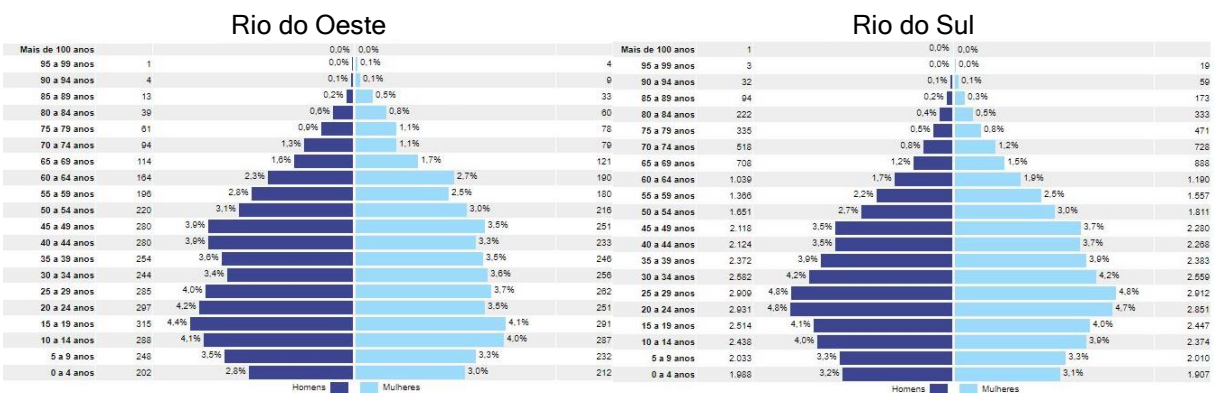 Rio do Oeste
Mais de 100 anos 0,0% 0,0%
95 a 99 anos 1 0,0% 0,1% 4
90 a 94 anos 4 0,1% 0,1% 9
85 a 89 anos 13 0,2% 0,5% 33
80 a 84 anos 39 0,6% 0,8% 60
75 a 79 anos 61 0,9% 1,1% 78
70 a 74 anos 94 1,3% 1,1% 79
65 a 69 anos 114 1,6% 1,7% 121
60 a 64 anos 164 2,3% 2,7% 190
55 a 59 anos 196 2,8% 2,5% 180
50 a 54 anos 220 3,1% 3,0% 216
45 a 49 anos 280 3,9% 3,5% 251
40 a 44 anos 280 3,9% 3,3% 233
35 a 39 anos 254 3,6% 3,5% 246
30 a 34 anos 244 3,4% 3,6% 256
25 a 29 anos 285 4,0% 3,7% 262
20 a 24 anos 297 4,2% 3,5% 251
15 a 19 anos 315 4,4% 4,1% 291
10 a 14 anos 288 4,1% 4,0% 287
5 a 9 anos 248 3,5% 3,3% 232
0 a 4 anos 202 2,8% 3,0% 212
Homens Mulheres
Rio do Sul
Mais de 100 anos 1 0,0% 0,0%
95 a 99 anos 3 0,0% 0,0% 19
90 a 94 anos 32 0,1% 0,1% 59
85 a 89 anos 94 0,2% 0,3% 173
80 a 84 anos 222 0,4% 0,5% 333
75 a 79 anos 335 0,5% 0,8% 471
70 a 74 anos 518 0,8% 1,2% 728
65 a 69 anos 708 1,2% 1,5% 888
60 a 64 anos 1.039 1,7% 1,9% 1.190
55 a 59 anos 1.366 2,2% 2,5% 1.557
50 a 54 anos 1.651 2,7% 3,0% 1.811
45 a 49 anos 2.118 3,5% 3,7% 2.280
40 a 44 anos 2.124 3,5% 3,7% 2.268
35 a 39 anos 2.372 3,9% 3,9% 2.383
30 a 34 anos 2.582 4,2% 4,2% 2.559
25 a 29 anos 2.909 4,8% 4,8% 2.912
20 a 24 anos 2.931 4,8% 4,7% 2.851
15 a 19 anos 2.514 4,1% 4,0% 2.447
10 a 14 anos 2.438 4,0% 3,9% 2.374
5 a 9 anos 2.033 3,3% 3,3% 2.010
0 a 4 anos 1.988 3,2% 3,1% 1.907
Homens Mulheres